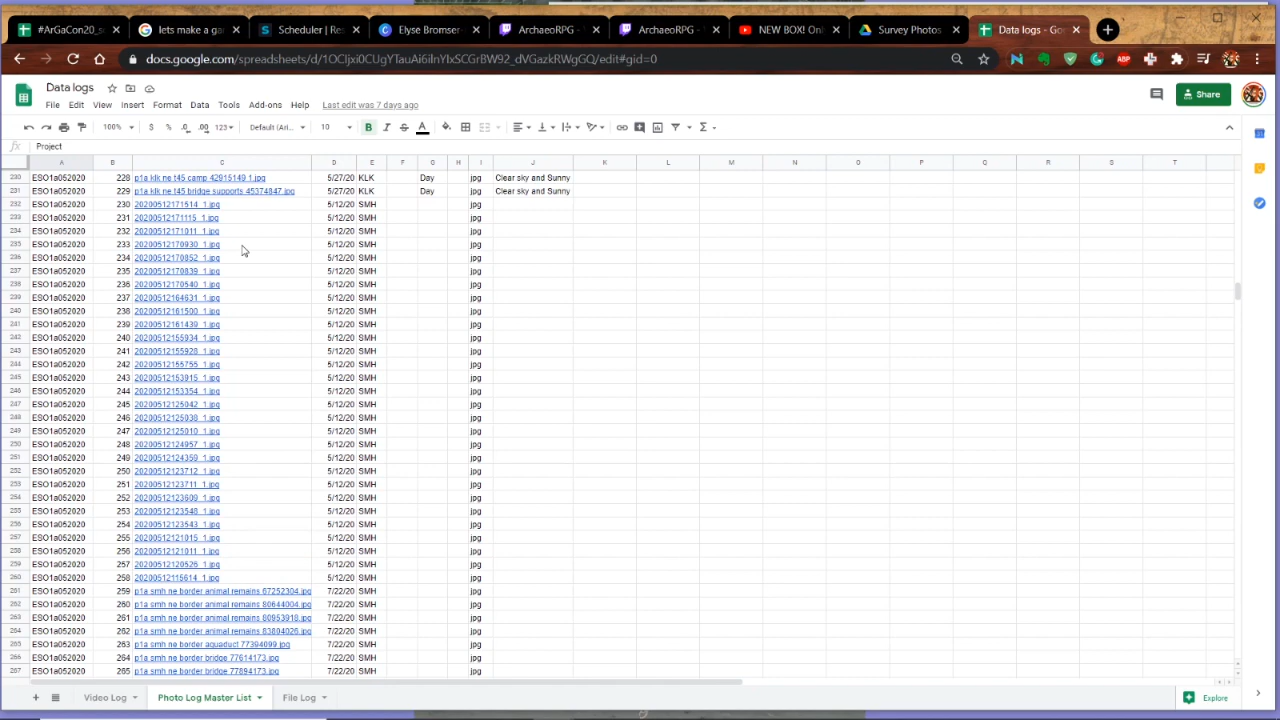 #ArGaCon20_s
lets make a ga
Scheduler | Res
Elyse Bromser
ArchaeoRPG -
ArchaeoRPG -
NEW BOX! Onl
Survey Photos
Data logs - Goo
docs.google.com/spreadsheets/d/1OCIjxi0CUgYTauAi6ilnYIxSCGrBW92_dVGazkRWgGQ/edit#gid=0
Data logs
File Edit View Insert Format Data Tools Add-ons Help Last edit was 7 days ago
Share
100% $ % .0 .00 123 Default (Ari... 10 B I S A
fx Project
A B C D E F G H I J K L M N O P Q R S T
230 ESO1a052020 228 p1a klk ne t45 camp 42915149 1.jpg 5/27/20 KLK Day jpg Clear sky and Sunny
231 ESO1a052020 229 p1a klk ne t45 bridge supports 45374847.jpg 5/27/20 KLK Day jpg Clear sky and Sunny
232 ESO1a052020 230 20200512171514_1.jpg 5/12/20 SMH jpg
233 ESO1a052020 231 20200512171115_1.jpg 5/12/20 SMH jpg
234 ESO1a052020 232 20200512171011_1.jpg 5/12/20 SMH jpg
235 ESO1a052020 233 20200512170930_1.jpg 5/12/20 SMH jpg
236 ESO1a052020 234 20200512170852_1.jpg 5/12/20 SMH jpg
237 ESO1a052020 235 20200512170839_1.jpg 5/12/20 SMH jpg
238 ESO1a052020 236 20200512170540_1.jpg 5/12/20 SMH jpg
239 ESO1a052020 237 20200512164631_1.jpg 5/12/20 SMH jpg
240 ESO1a052020 238 20200512161500_1.jpg 5/12/20 SMH jpg
241 ESO1a052020 239 20200512161439_1.jpg 5/12/20 SMH jpg
242 ESO1a052020 240 20200512155934_1.jpg 5/12/20 SMH jpg
243 ESO1a052020 241 20200512155928_1.jpg 5/12/20 SMH jpg
244 ESO1a052020 242 20200512155755_1.jpg 5/12/20 SMH jpg
245 ESO1a052020 243 20200512153915_1.jpg 5/12/20 SMH jpg
246 ESO1a052020 244 20200512153354_1.jpg 5/12/20 SMH jpg
247 ESO1a052020 245 20200512125042_1.jpg 5/12/20 SMH jpg
248 ESO1a052020 246 20200512125038_1.jpg 5/12/20 SMH jpg
249 ESO1a052020 247 20200512125010_1.jpg 5/12/20 SMH jpg
250 ESO1a052020 248 20200512124957_1.jpg 5/12/20 SMH jpg
251 ESO1a052020 249 20200512124359_1.jpg 5/12/20 SMH jpg
252 ESO1a052020 250 20200512123712_1.jpg 5/12/20 SMH jpg
253 ESO1a052020 251 20200512123711_1.jpg 5/12/20 SMH jpg
254 ESO1a052020 252 20200512123609_1.jpg 5/12/20 SMH jpg
255 ESO1a052020 253 20200512123548_1.jpg 5/12/20 SMH jpg
256 ESO1a052020 254 20200512123543_1.jpg 5/12/20 SMH jpg
257 ESO1a052020 255 20200512121015_1.jpg 5/12/20 SMH jpg
258 ESO1a052020 256 20200512121011_1.jpg 5/12/20 SMH jpg
259 ESO1a052020 257 20200512120526_1.jpg 5/12/20 SMH jpg
260 ESO1a052020 258 20200512115614_1.jpg 5/12/20 SMH jpg
261 ESO1a052020 259 p1a smh ne border animal remains 67252304.jpg 7/22/20 KLK jpg
262 ESO1a052020 260 p1a smh ne border animal remains 80644004.jpg 7/22/20 KLK jpg
263 ESO1a052020 261 p1a smh ne border animal remains 80953918.jpg 7/22/20 KLK jpg
264 ESO1a052020 262 p1a smh ne border animal remains 83804026.jpg 7/22/20 KLK jpg
265 ESO1a052020 263 p1a smh ne border aquaduct 77394099.jpg 7/22/20 KLK jpg
266 ESO1a052020 264 p1a smh ne border bridge 77614173.jpg 7/22/20 KLK jpg
267 ESO1a052020 265 p1a smh ne border bridge 77894173.jpg 7/22/20 KLK jpg
Video Log Photo Log Master List File Log Explore